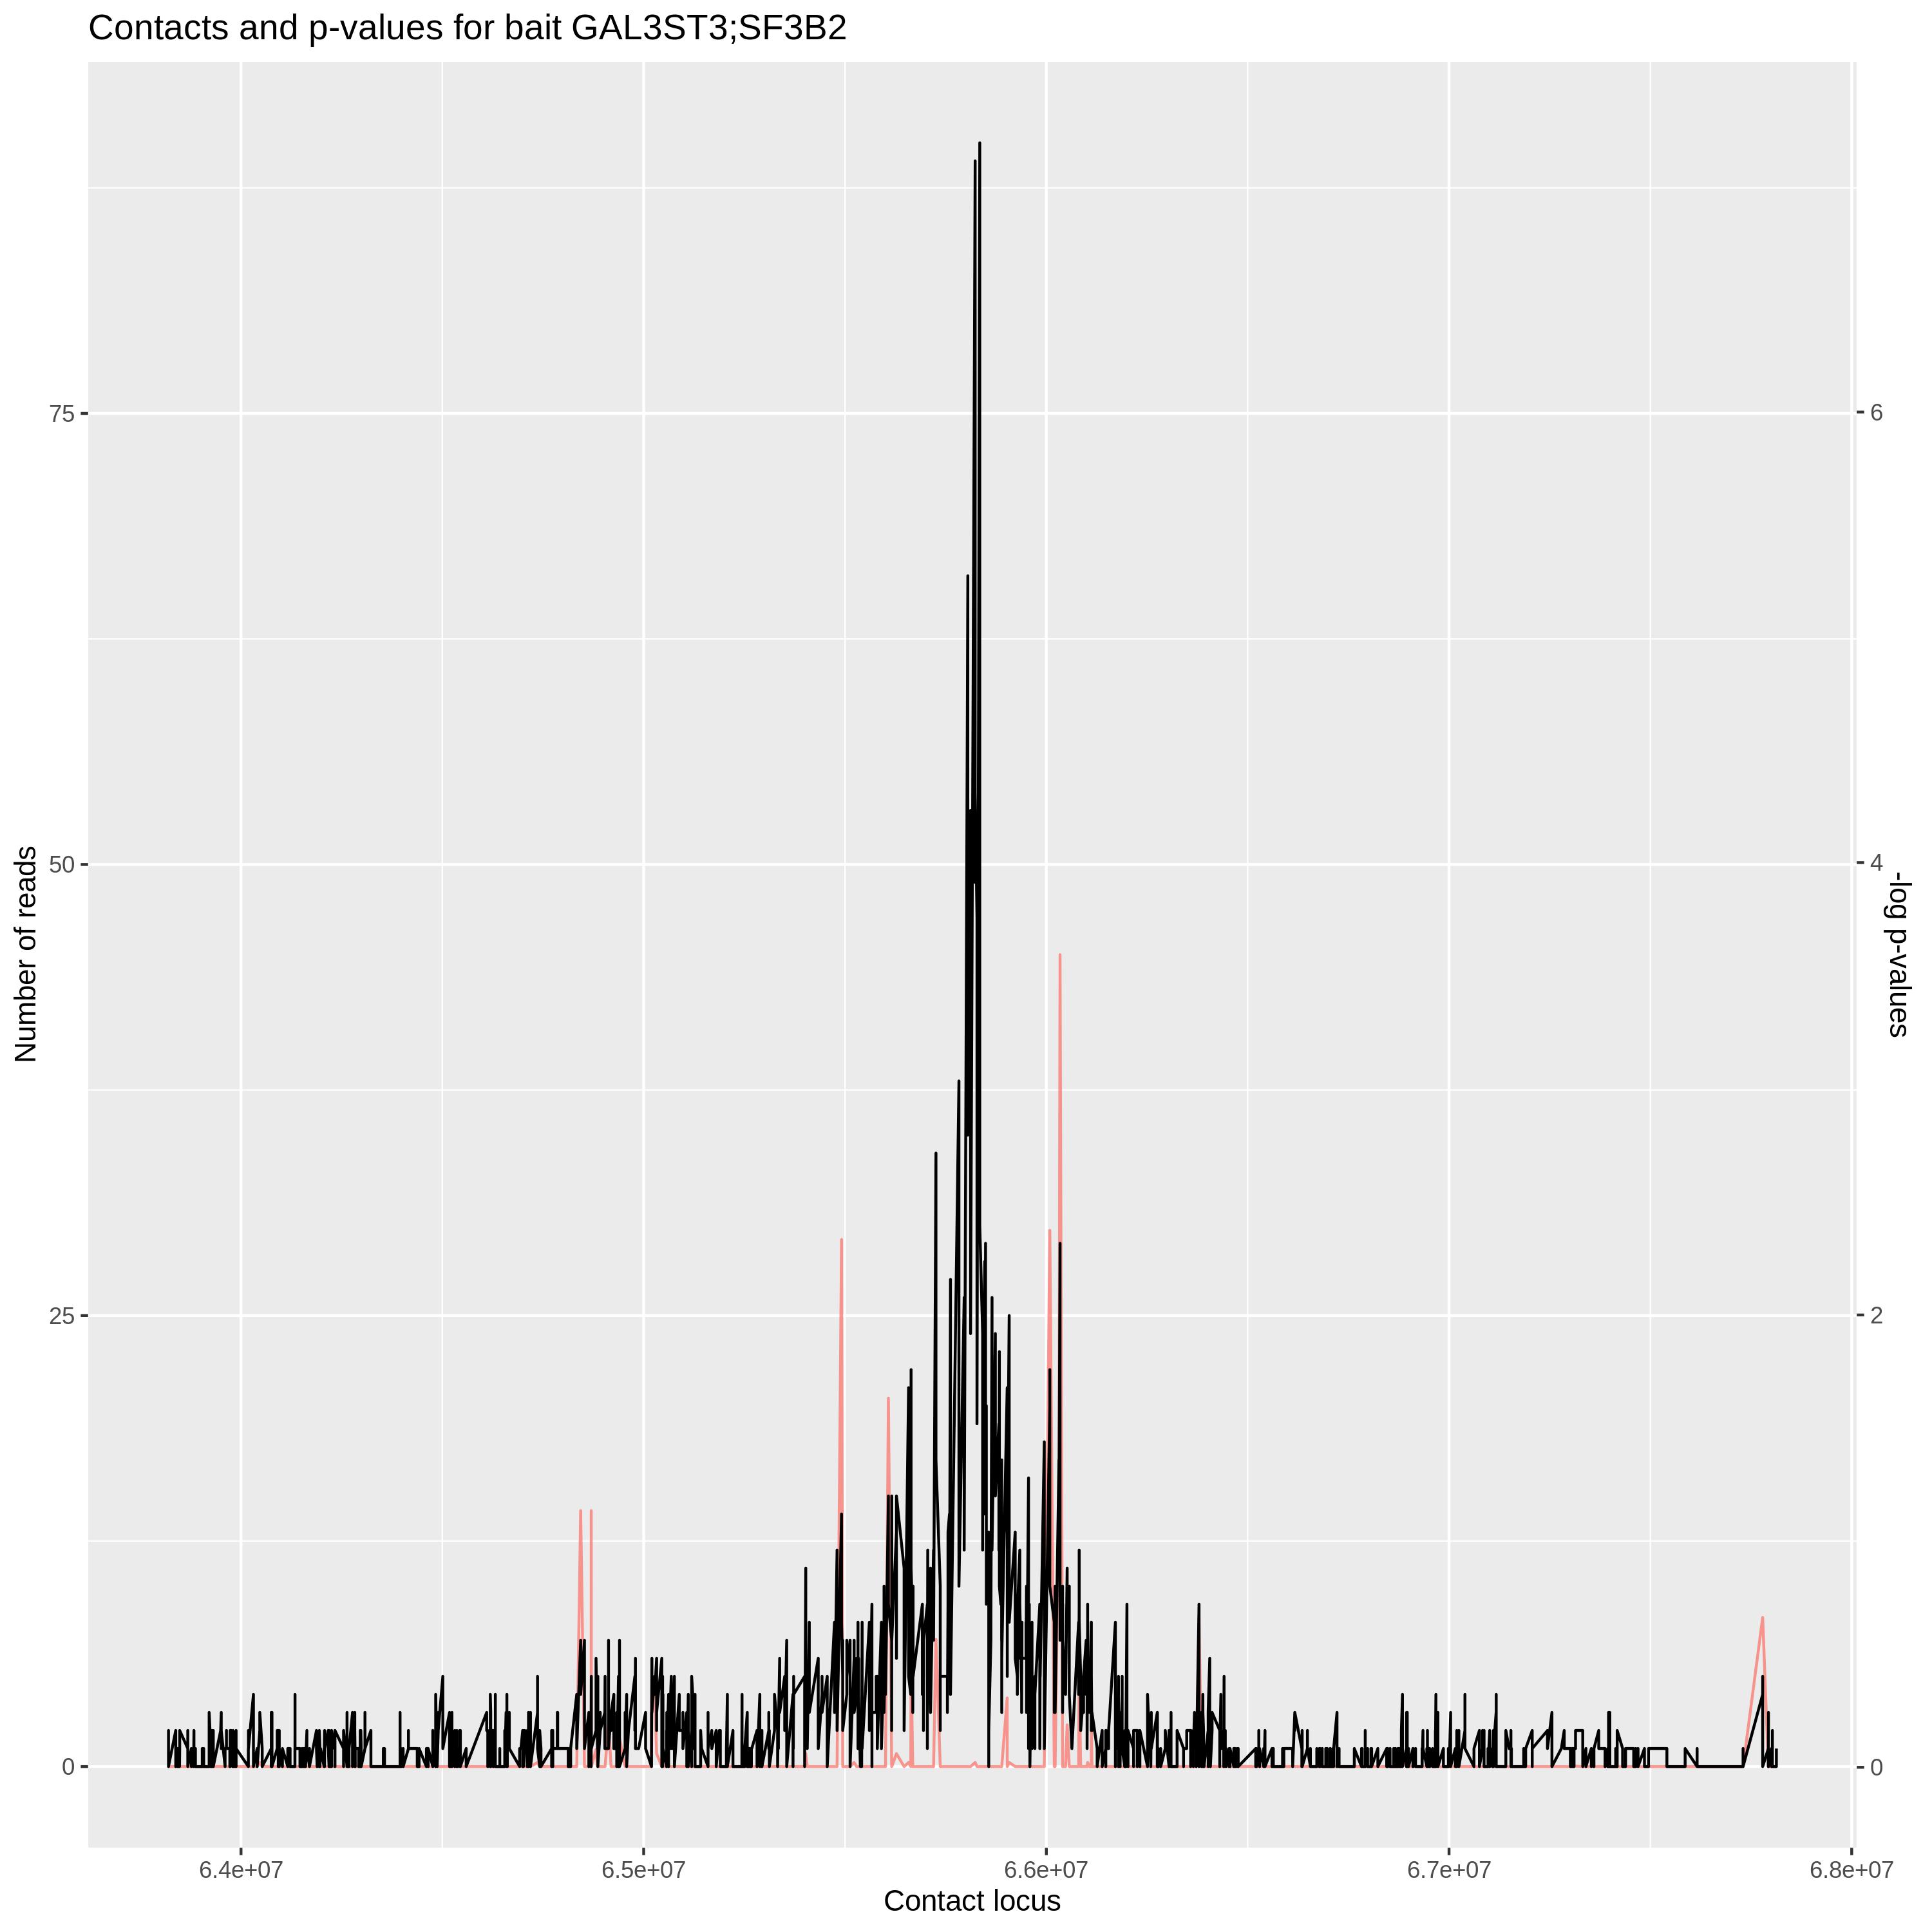 Contacts and p-values for bait GAL3ST3;SF3B2
Number of reads
75
50
25
0
6
4
2
0
-log p-values
6.4e+07
6.5e+07
6.6e+07
6.7e+07
6.8e+07
Contact locus